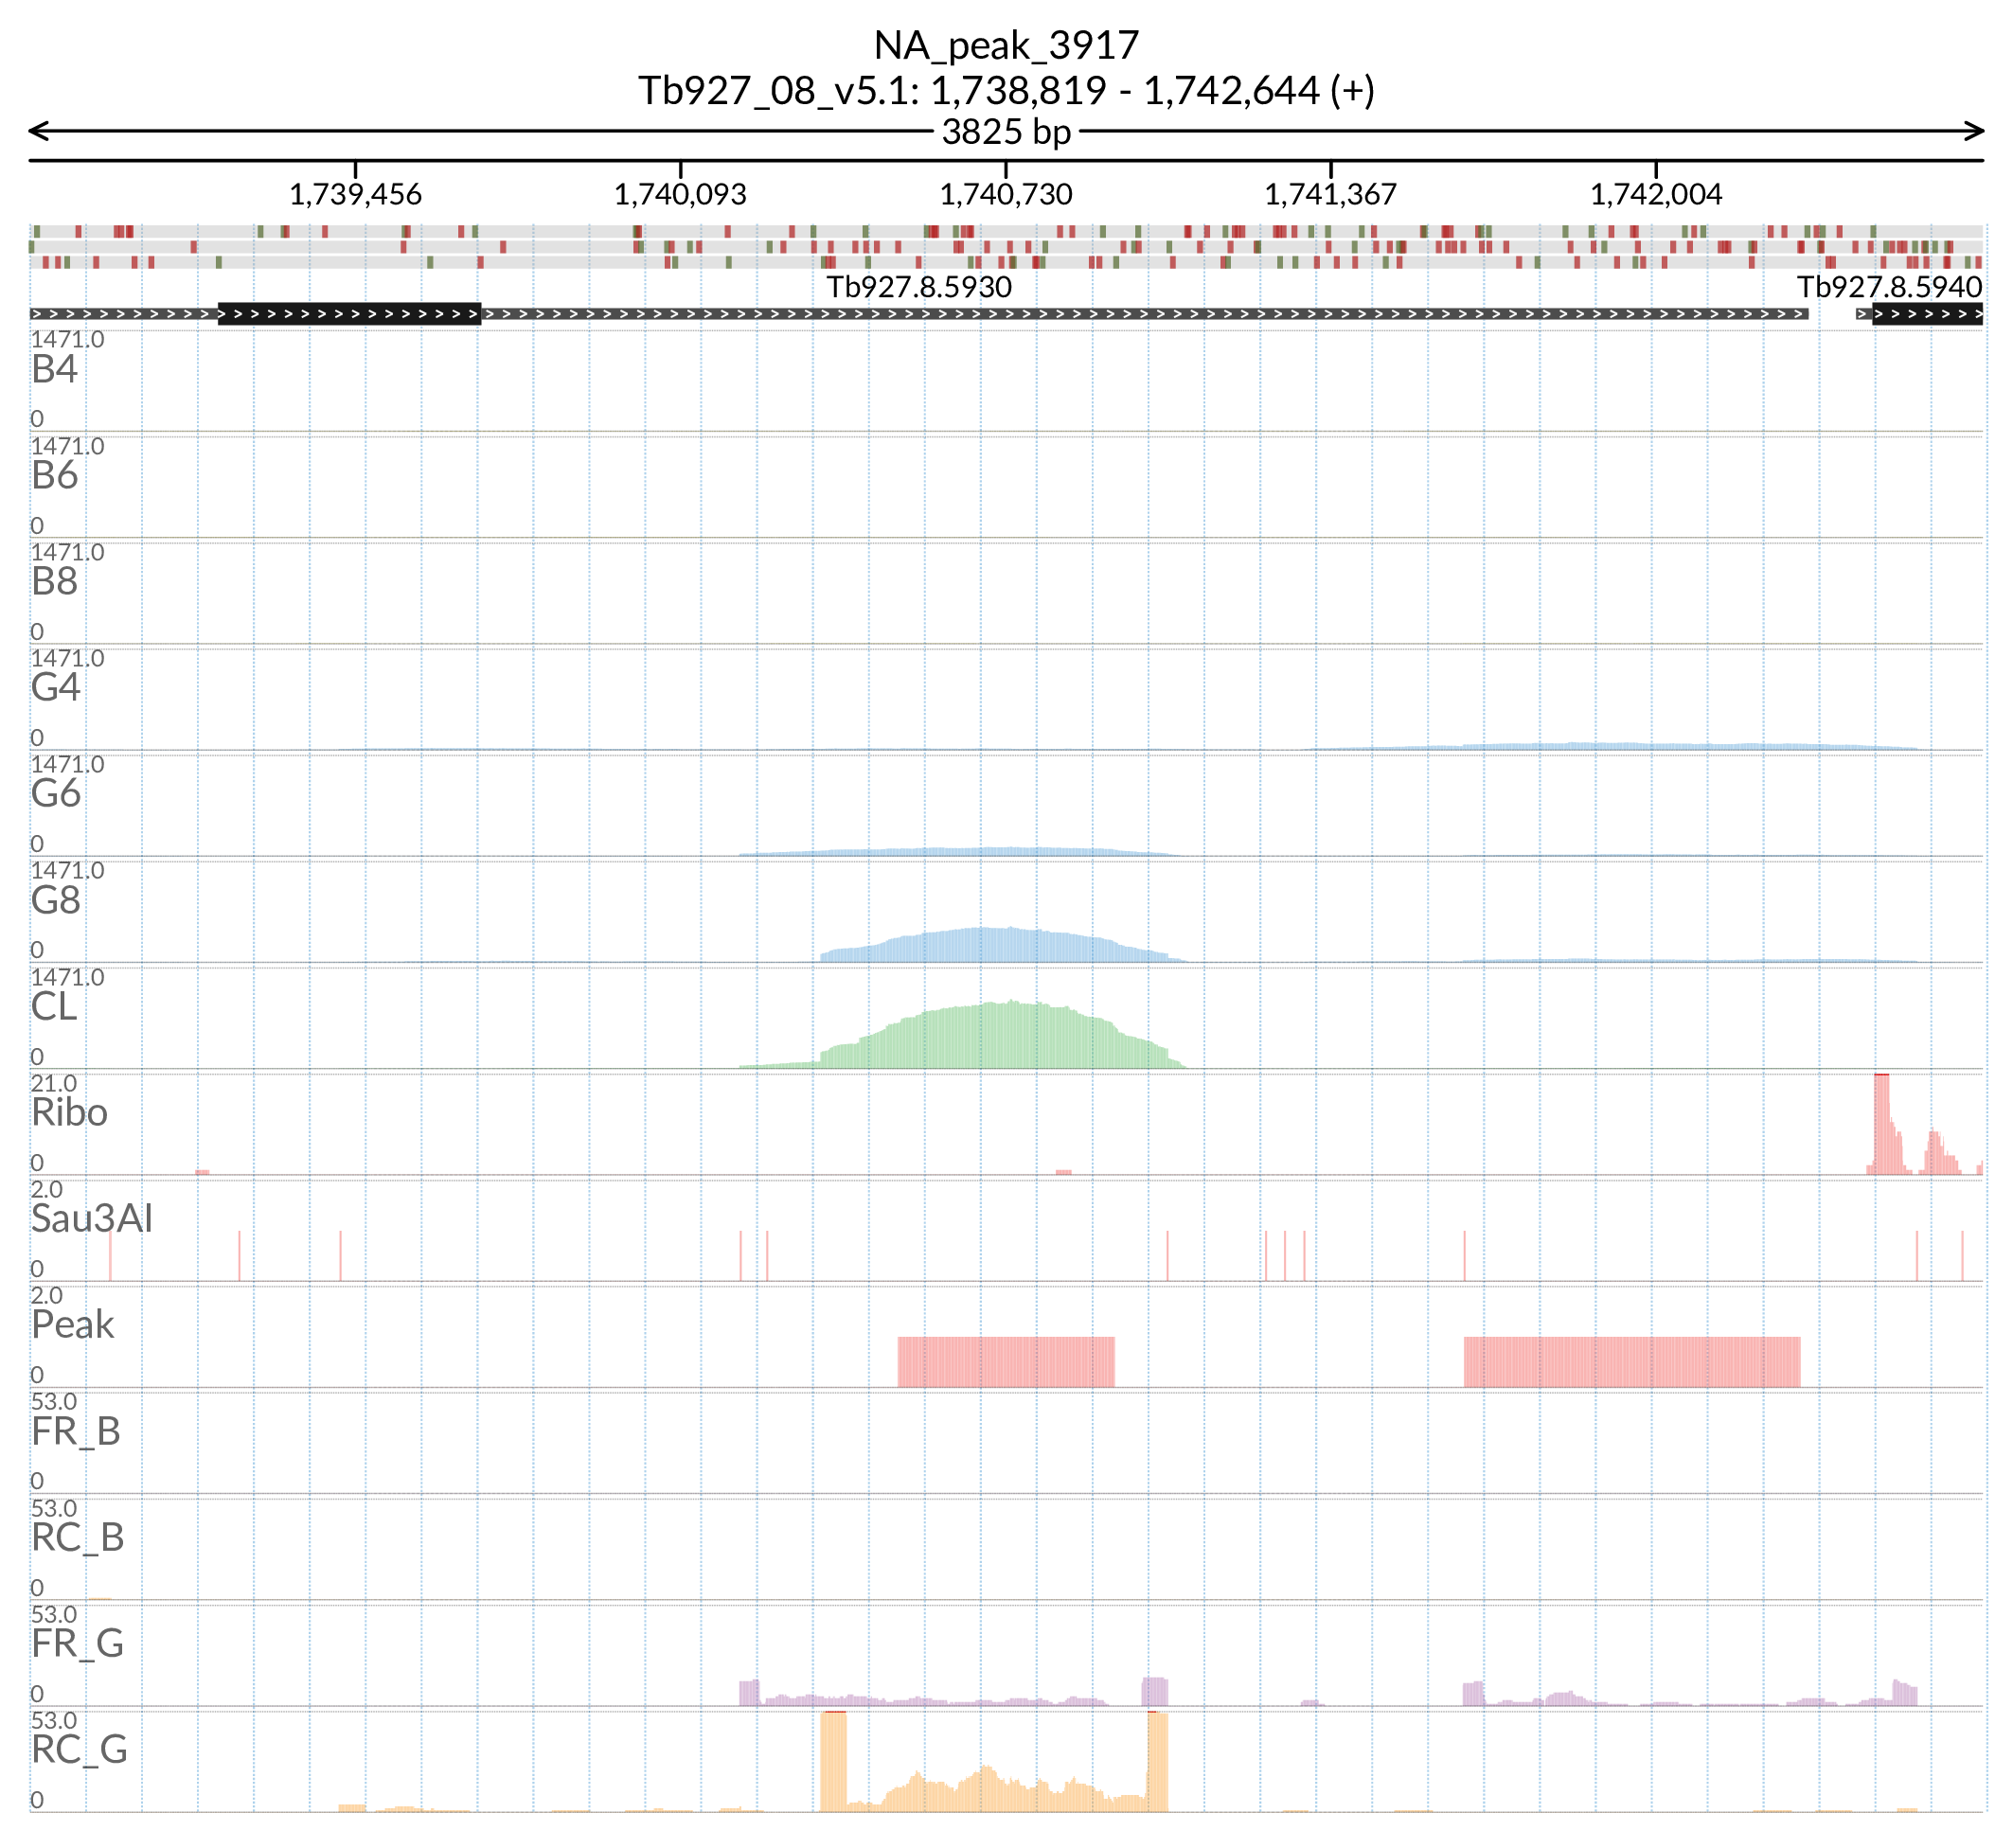 NA_peak_3917
Tb927_08_v5.1: 1,738,819 - 1,742,644 (+)
3825 bp
1,739,456 1,740,093 1,740,730 1,741,367 1,742,004
Tb927.8.5930 Tb927.8.5940
1471.0
B4
0
1471.0
B6
0
1471.0
B8
0
1471.0
G4
0
1471.0
G6
0
1471.0
G8
0
1471.0
CL
0
21.0
Ribo
0
2.0
Sau3AI
0
2.0
Peak
0
53.0
FR_B
0
53.0
RC_B
0
53.0
FR_G
0
53.0
RC_G
0